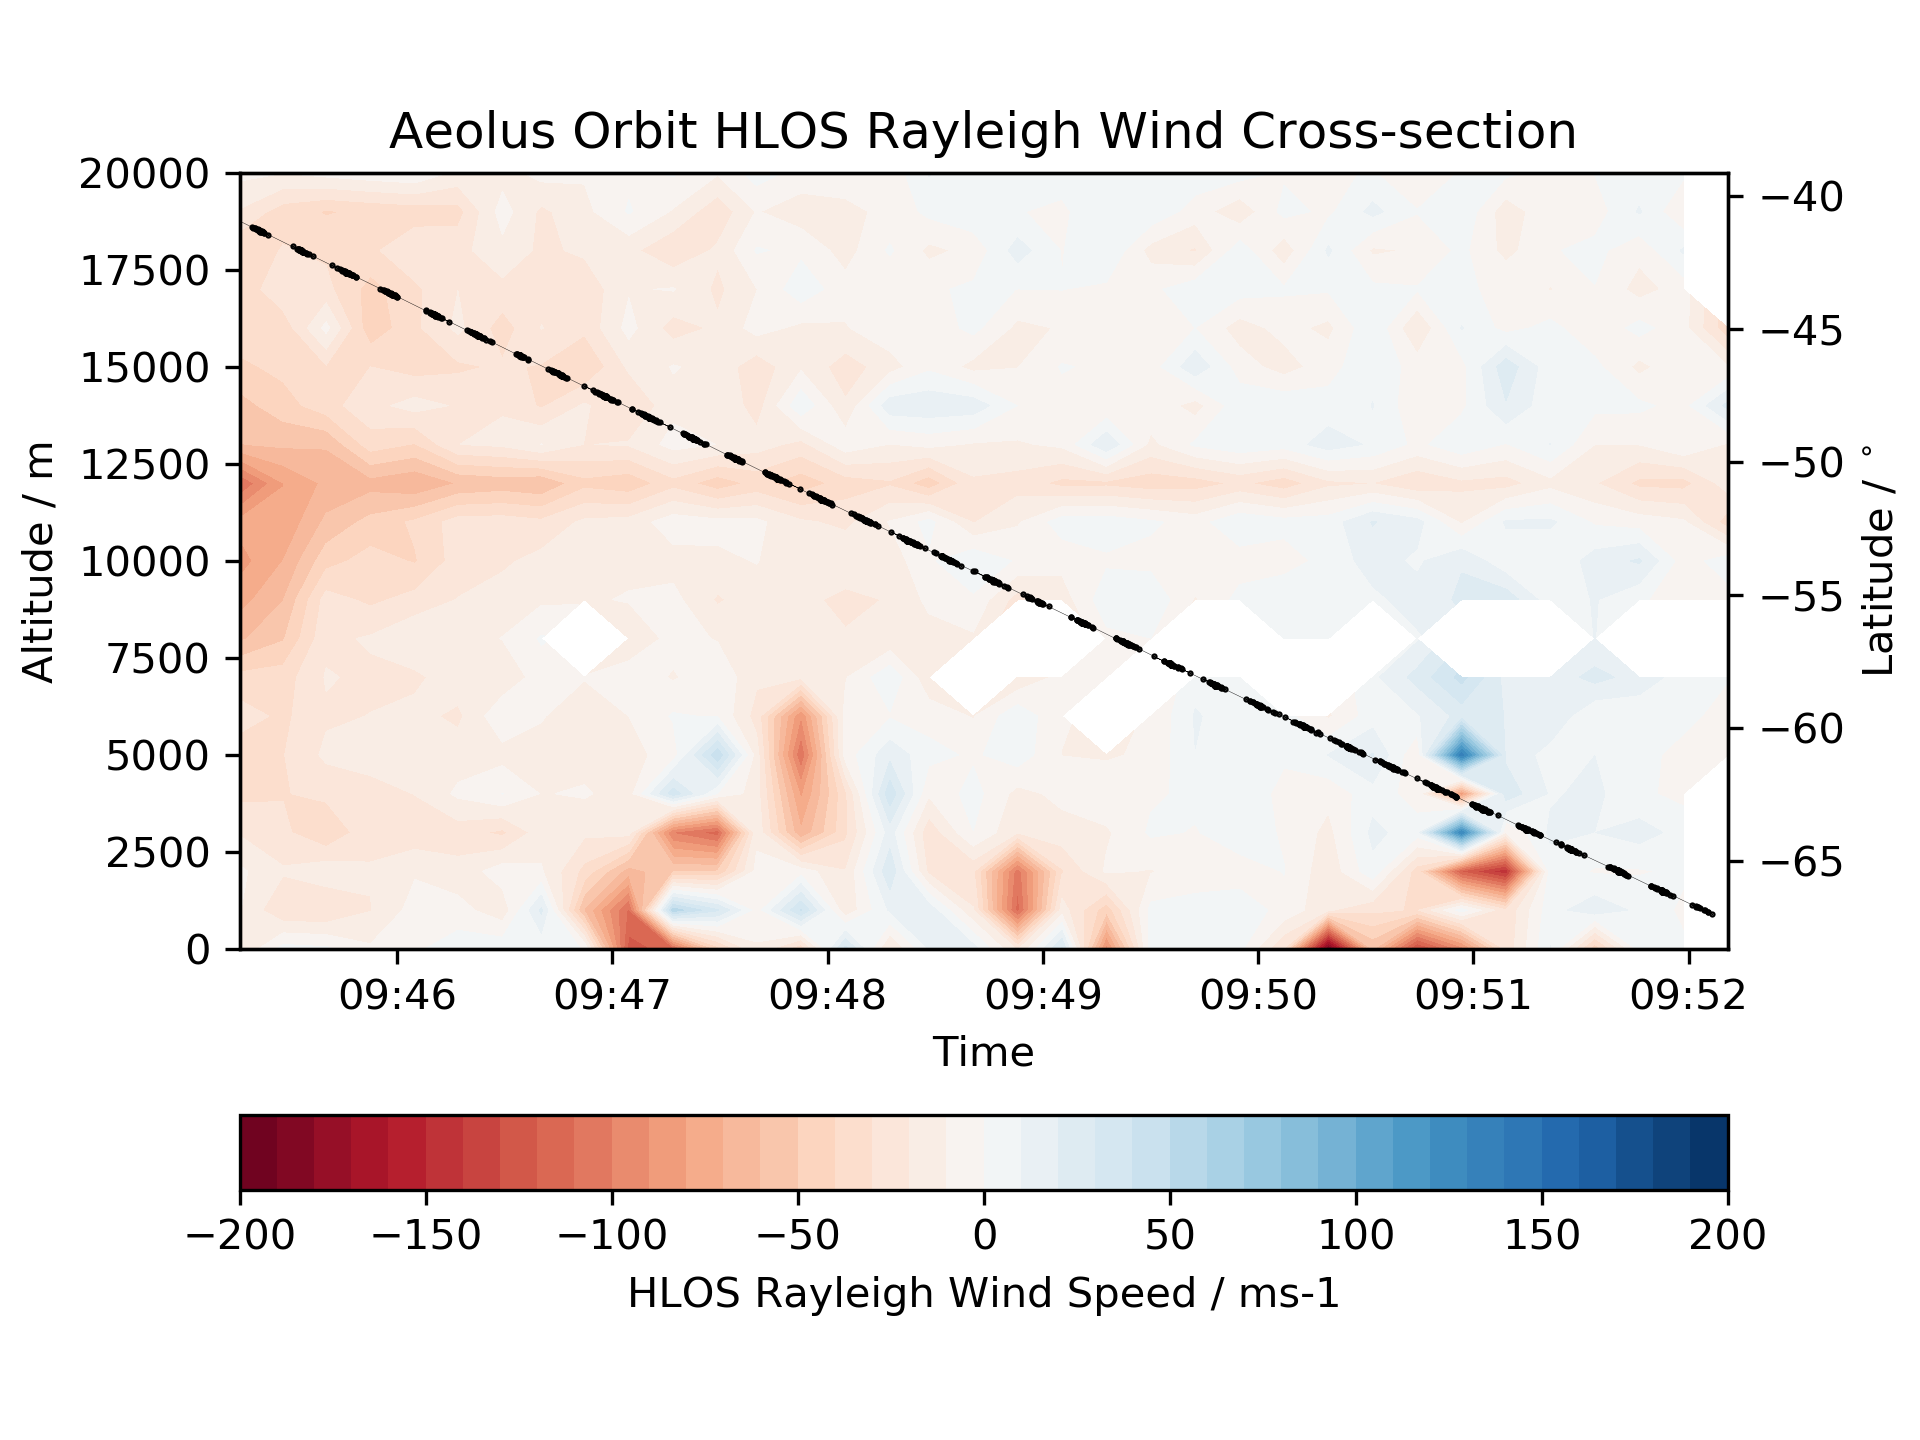 Aeolus Orbit HLOS Rayleigh Wind Cross-section
20000
17500
15000
12500
10000
7500
5000
2500
0
Altitude / m
−40
−45
−50
−55
−60
−65
Latitude / °
09:46 09:47 09:48 09:49 09:50 09:51 09:52
Time
−200 −150 −100 −50 0 50 100 150 200
HLOS Rayleigh Wind Speed / ms-1